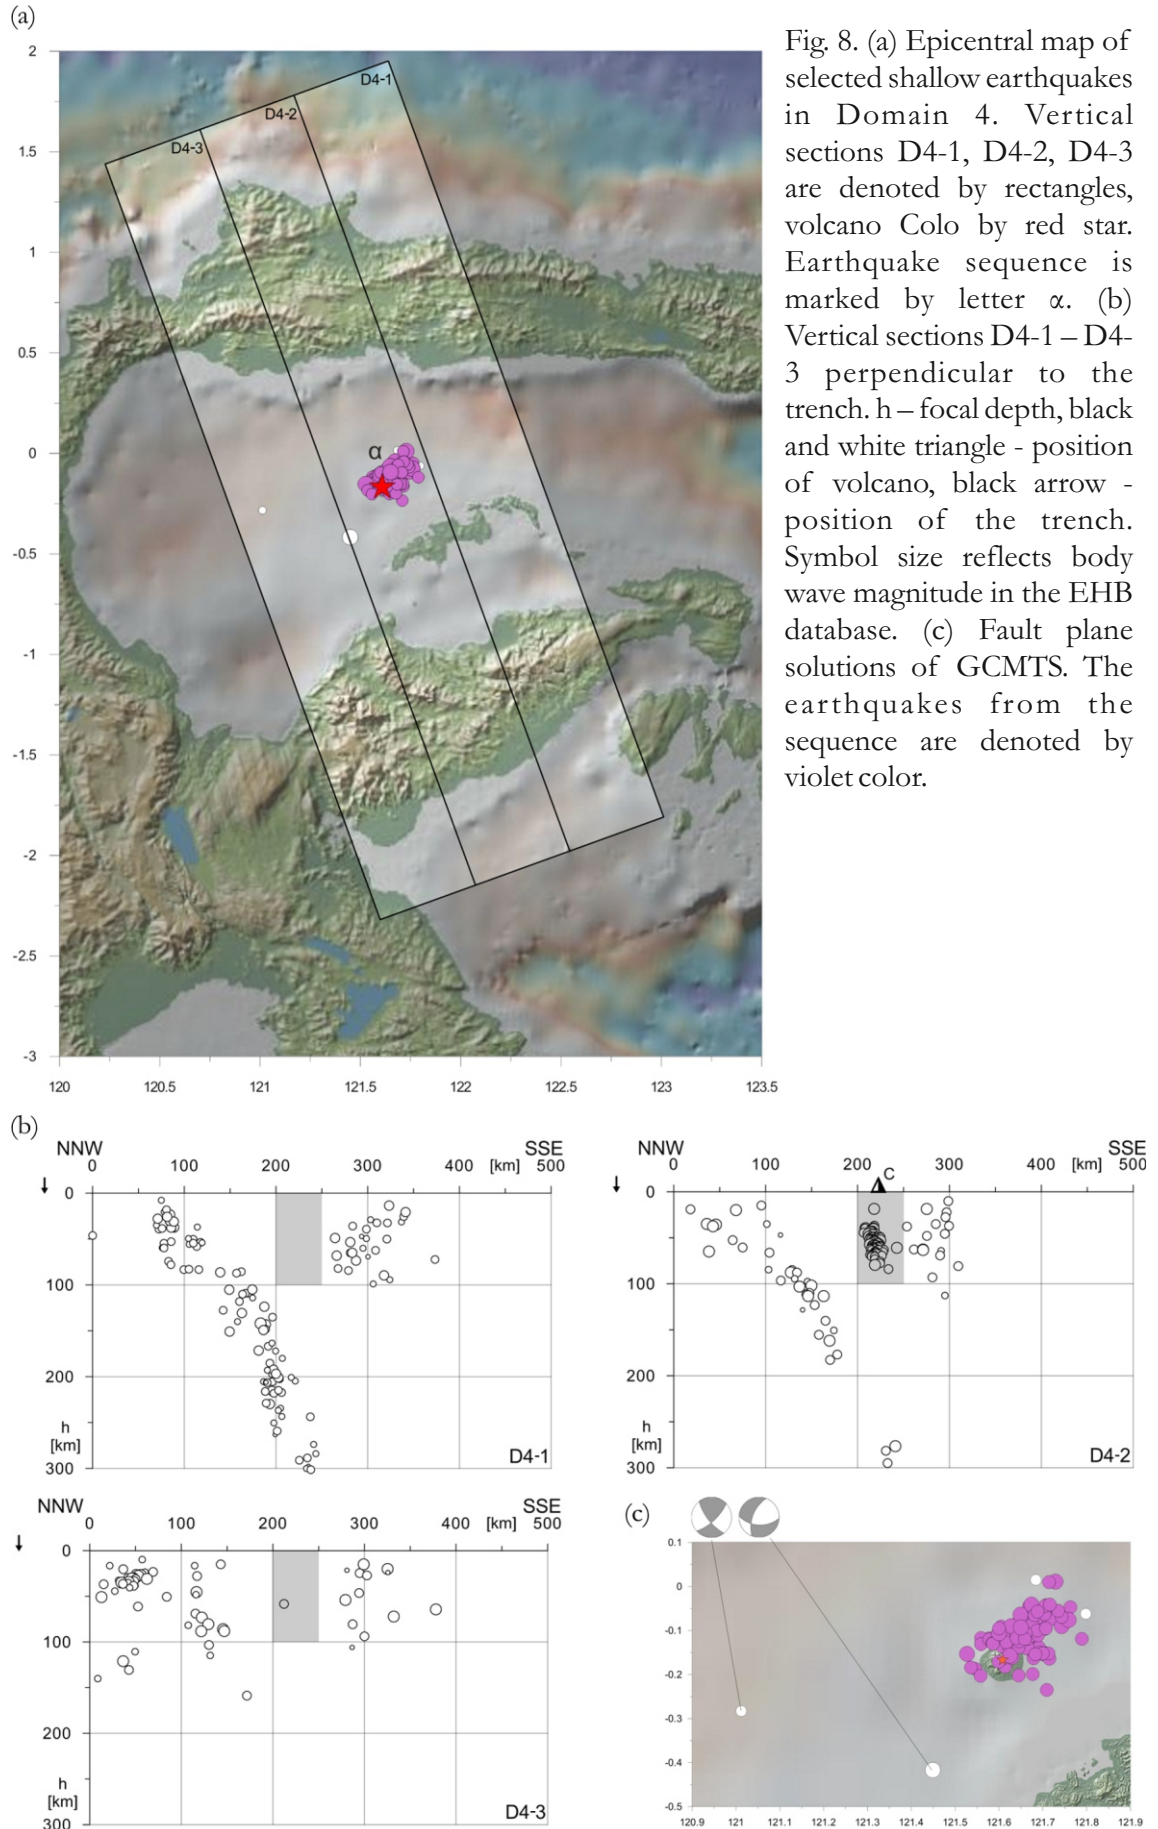 (a)
Fig. 8. (a) Epicentral map of
selected shallow earthquakes
in Domain 4. Vertical
sections D4-1, D4-2, D4-3
are denoted by rectangles,
volcano Colo by red star.
Earthquake sequence is
marked by letter α. (b)
Vertical sections D4-1 – D4-
3 perpendicular to the
trench. h – focal depth, black
and white triangle - position
of volcano, black arrow -
position of the trench.
Symbol size reflects body
wave magnitude in the EHB
database. (c) Fault plane
solutions of GCMTS. The
earthquakes from the
sequence are denoted by
violet color.
2
1.5
1
0.5
0
-0.5
-1
-1.5
-2
-2.5
-3
D4-1
D4-2
D4-3
α
120 120.5 121 121.5 122 122.5 123 123.5
(b)
NNW SSE
0 100 200 300 400 [km] 500
0
100
200
h
[km]
300
D4-1
NNW SSE
0 100 200 300 400 [km] 500
C
0
100
200
h
[km]
300
D4-2
NNW SSE
0 100 200 300 400 [km] 500
0
100
200
h
[km]
300
D4-3
(c)
0.1
0
-0.1
-0.2
-0.3
-0.4
-0.5
120.9 121 121.1 121.2 121.3 121.4 121.5 121.6 121.7 121.8 121.9